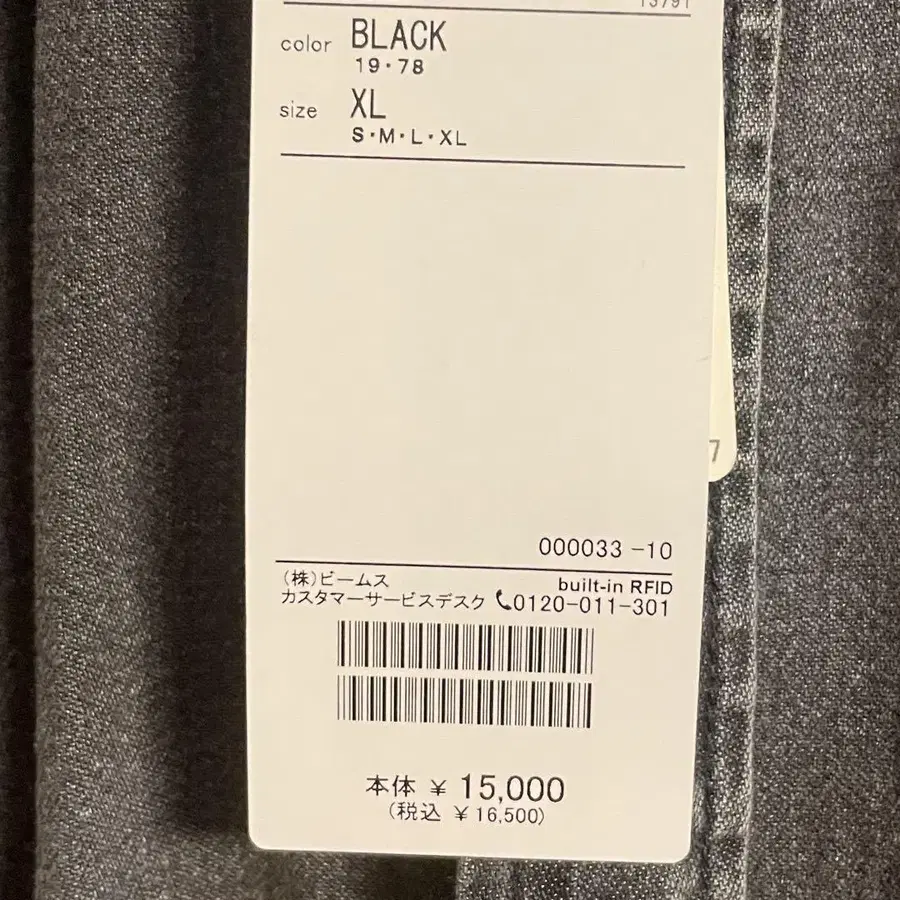 13791
color BLACK
19・78
size XL
S・M・L・XL
7
000033 -10
(株)ビームス built-in RFID
カスタマーサービスデスク 0120-011-301
本体 ¥ 15,000
(税込 ¥16,500)